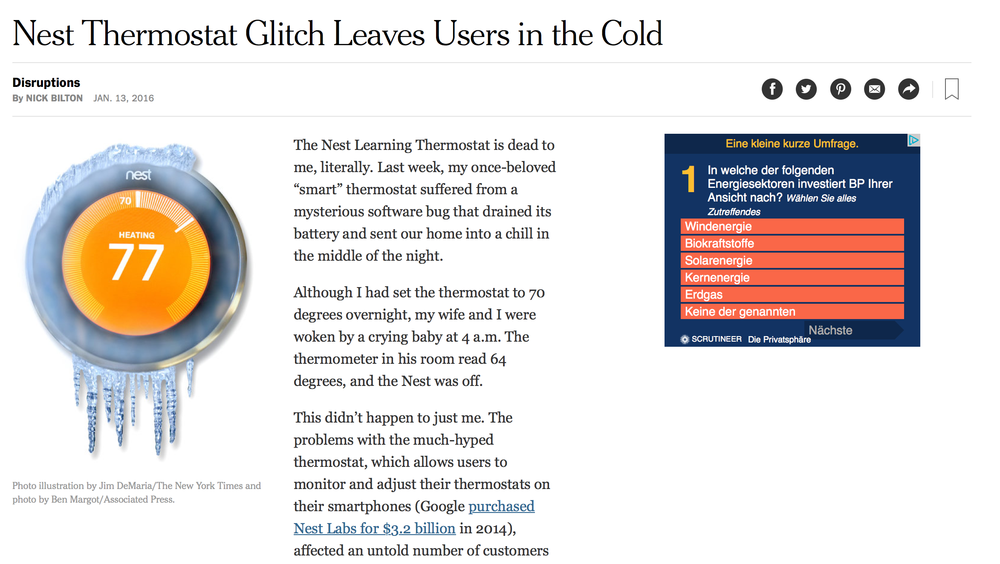 Nest Thermostat Glitch Leaves Users in the Cold
Disruptions
By NICK BILTON JAN. 13, 2016
nest
70
HEATING
77
Photo illustration by Jim DeMaria/The New York Times and
photo by Ben Margot/Associated Press.
The Nest Learning Thermostat is dead to
me, literally. Last week, my once-beloved
“smart” thermostat suffered from a
mysterious software bug that drained its
battery and sent our home into a chill in
the middle of the night.
Although I had set the thermostat to 70
degrees overnight, my wife and I were
woken by a crying baby at 4 a.m. The
thermometer in his room read 64
degrees, and the Nest was off.
This didn’t happen to just me. The
problems with the much-hyped
thermostat, which allows users to
monitor and adjust their thermostats on
their smartphones (Google purchased
Nest Labs for $3.2 billion in 2014),
affected an untold number of customers
Eine kleine kurze Umfrage.
1 In welche der folgenden
Energiesektoren investiert BP Ihrer
Ansicht nach? Wählen Sie alles
Zutreffendes
Windenergie
Biokraftstoffe
Solarenergie
Kernenergie
Erdgas
Keine der genannten
Nächste
SCRUTINEER Die Privatsphäre